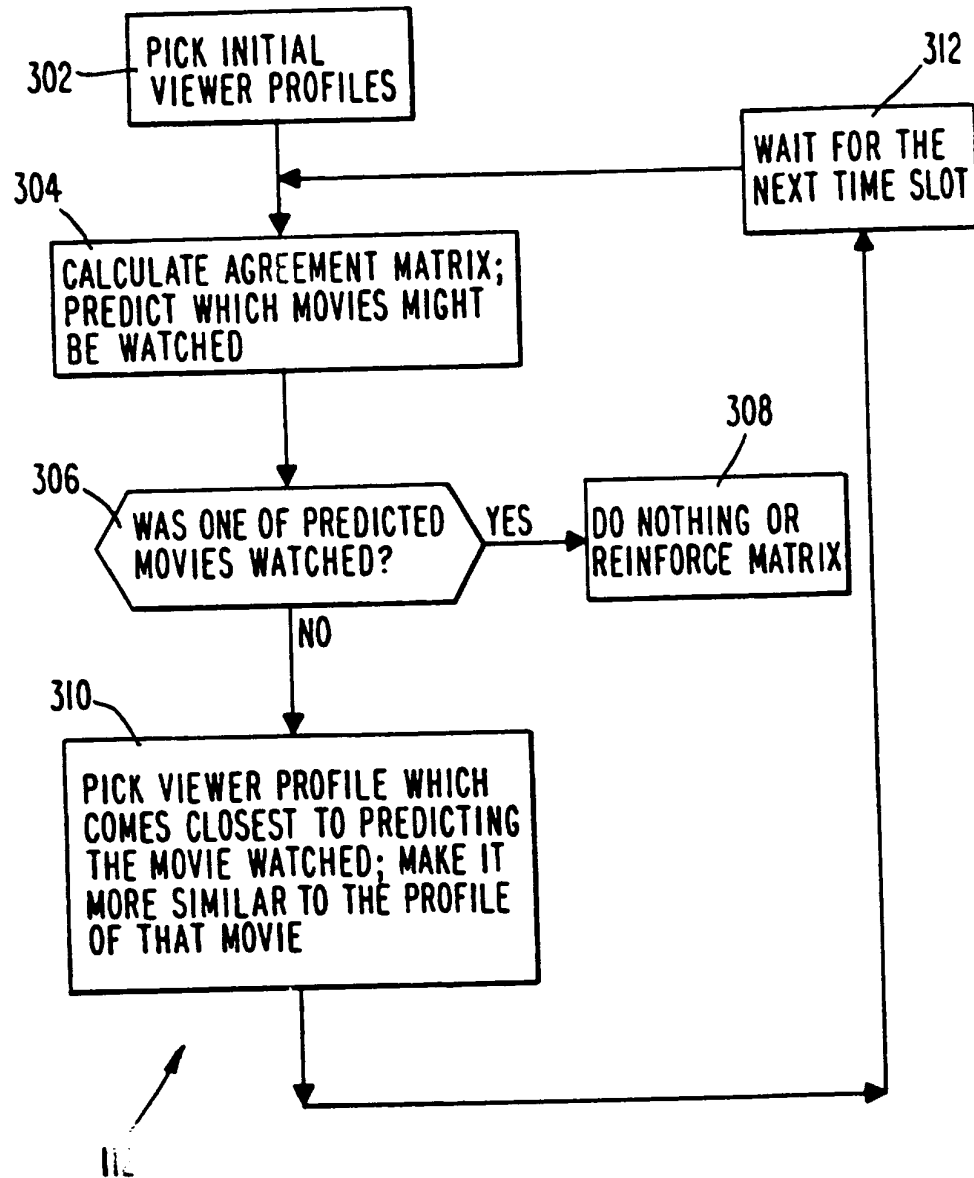 302
PICK INITIAL
VIEWER PROFILES
312
WAIT FOR THE
NEXT TIME SLOT
304
CALCULATE AGREEMENT MATRIX;
PREDICT WHICH MOVIES MIGHT
BE WATCHED
306
WAS ONE OF PREDICTED
MOVIES WATCHED?
YES
308
DO NOTHING OR
REINFORCE MATRIX
NO
310
PICK VIEWER PROFILE WHICH
COMES CLOSEST TO PREDICTING
THE MOVIE WATCHED; MAKE IT
MORE SIMILAR TO THE PROFILE
OF THAT MOVIE